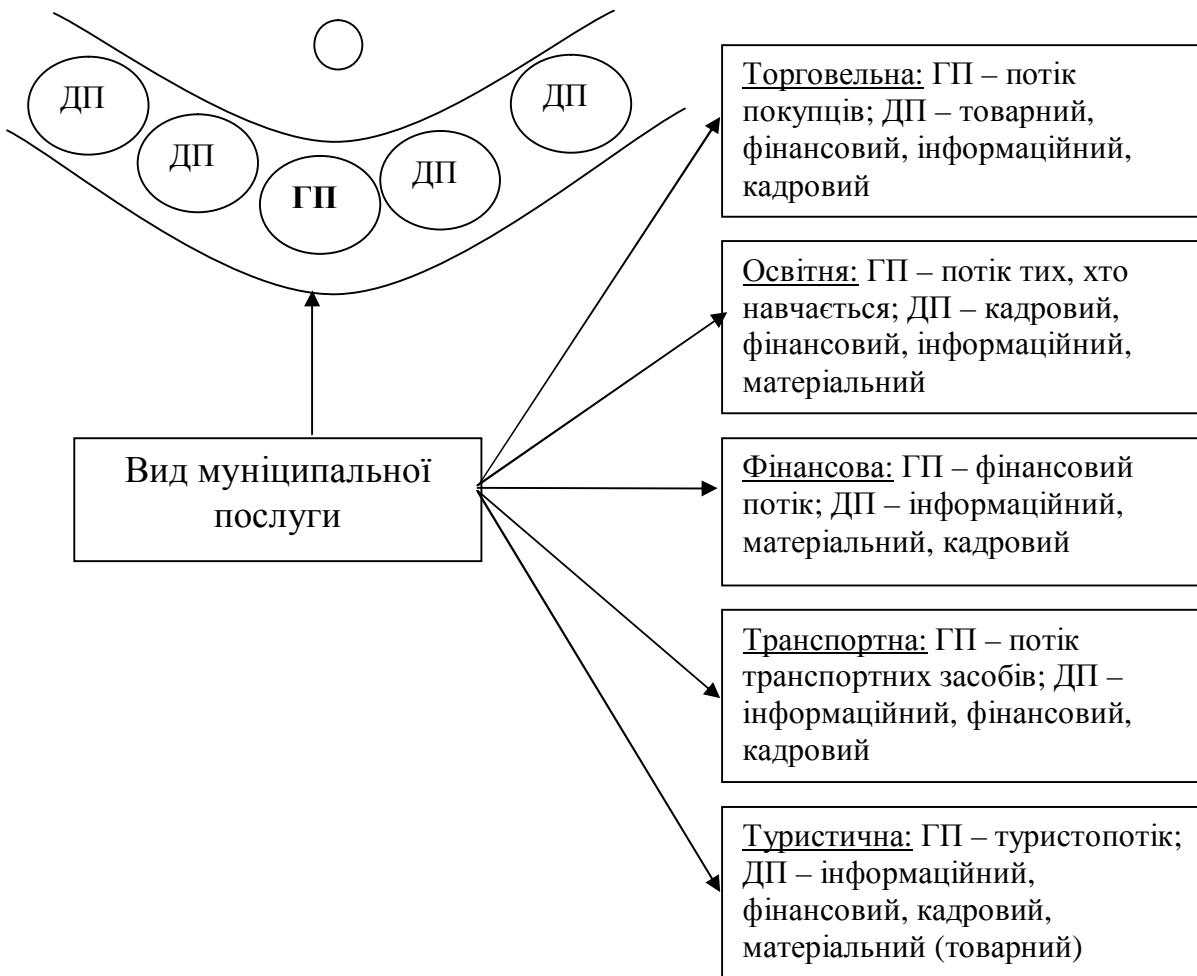 ДП
ДП
ГП
ДП
ДП
Вид муніципальної
послуги
Торговельна: ГП – потік
покупців; ДП – товарний,
фінансовий, інформаційний,
кадровий
Освітня: ГП – потік тих, хто
навчається; ДП – кадровий,
фінансовий, інформаційний,
матеріальний
Фінансова: ГП – фінансовий
потік; ДП – інформаційний,
матеріальний, кадровий
Транспортна: ГП – потік
транспортних засобів; ДП –
інформаційний, фінансовий,
кадровий
Туристична: ГП – туристопотік;
ДП – інформаційний,
фінансовий, кадровий,
матеріальний (товарний)